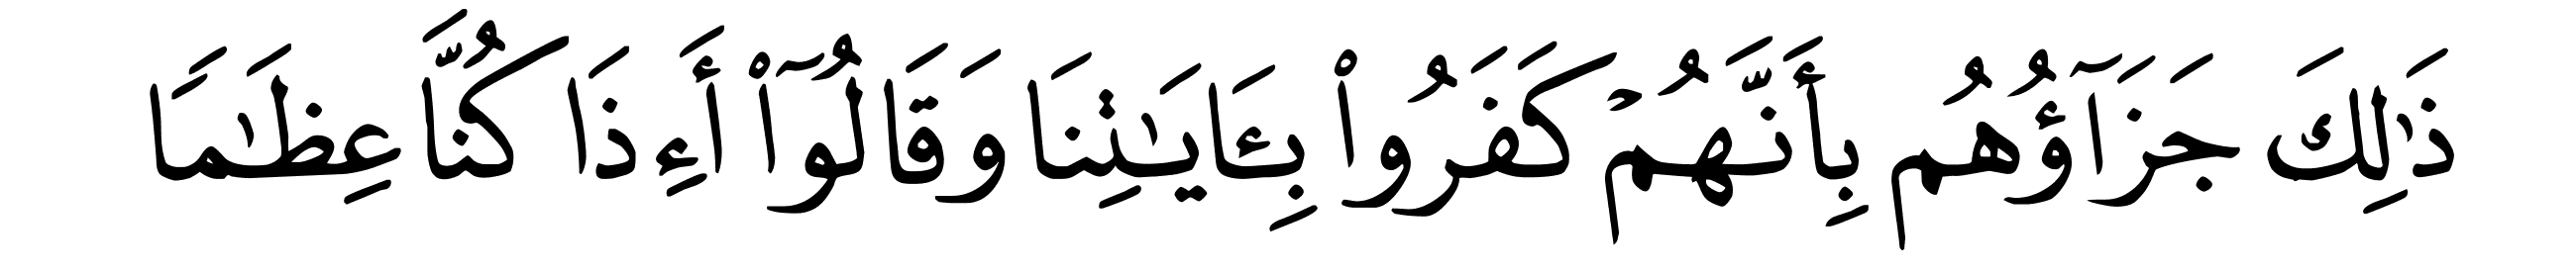 ذَٰلِكَ جَزَآؤُهُم بِأَنَّهُمۡ كَفَرُواْ بِـَٔايَٰتِنَا وَقَالُوٓاْ أَءِذَا كُنَّا عِظَٰمًا